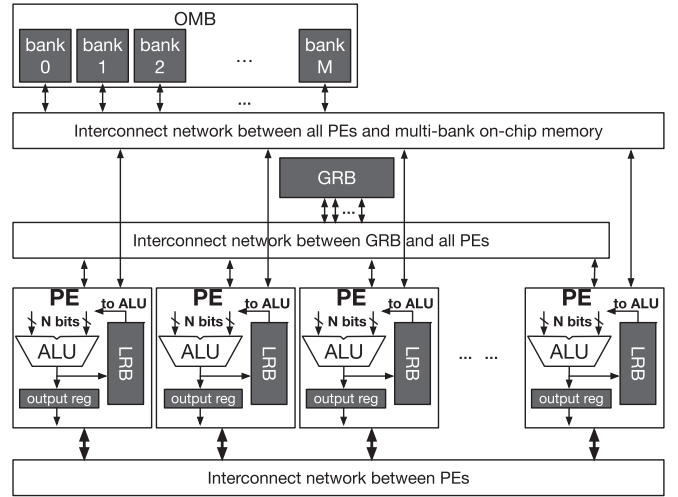 OMB
bank 0
bank 1
bank 2
...
bank M
...
Interconnect network between all PEs and multi-bank on-chip memory
GRB
...
Interconnect network between GRB and all PEs
PE
to ALU
N bits
ALU
LRB
output reg
PE
to ALU
N bits
ALU
LRB
output reg
PE
to ALU
N bits
ALU
LRB
output reg
... ...
PE
to ALU
N bits
ALU
LRB
output reg
Interconnect network between PEs